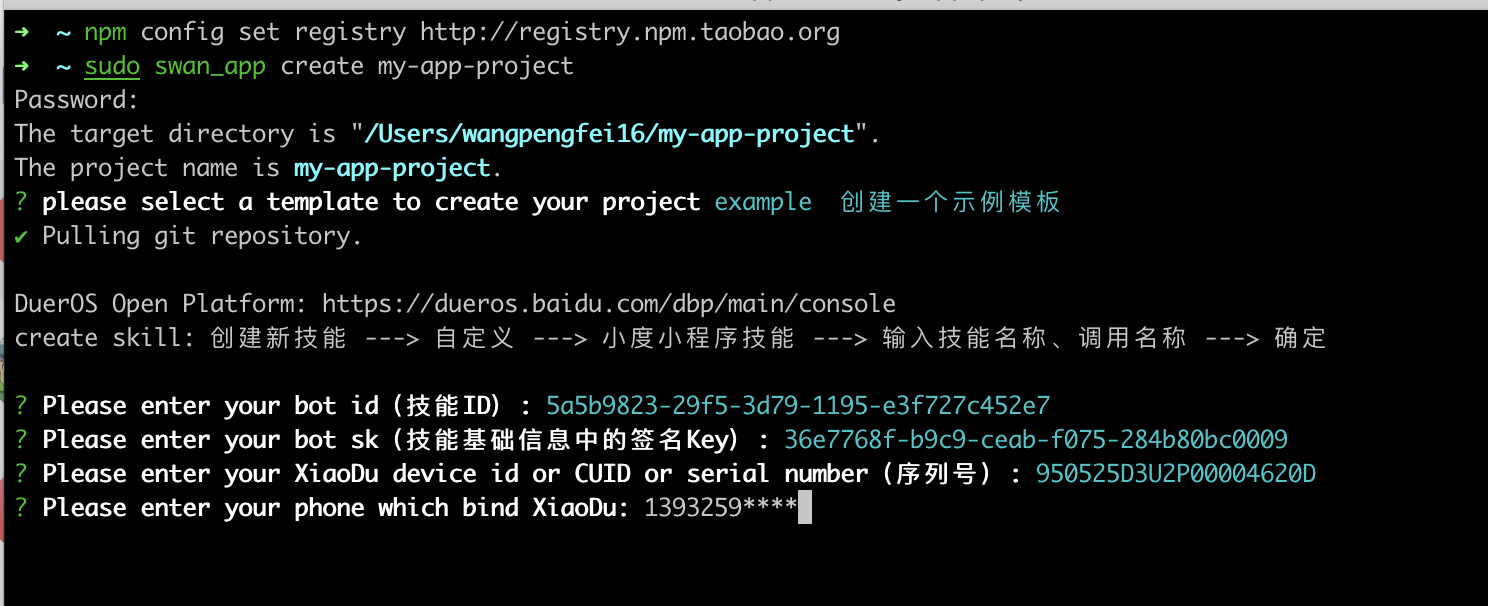 ➜  ~ npm config set registry http://registry.npm.taobao.org
➜  ~ sudo swan_app create my-app-project
Password:
The target directory is "/Users/wangpengfei16/my-app-project".
The project name is my-app-project.
? please select a template to create your project example  创建一个示例模板
✔ Pulling git repository.
DuerOS Open Platform: https://dueros.baidu.com/dbp/main/console
create skill: 创建新技能 ---> 自定义 ---> 小度小程序技能 ---> 输入技能名称、调用名称 ---> 确定
? Please enter your bot id（技能ID）: 5a5b9823-29f5-3d79-1195-e3f727c452e7
? Please enter your bot sk（技能基础信息中的签名Key）: 36e7768f-b9c9-ceab-f075-284b80bc0009
? Please enter your XiaoDu device id or CUID or serial number（序列号）: 950525D3U2P00004620D
? Please enter your phone which bind XiaoDu: 1393259****